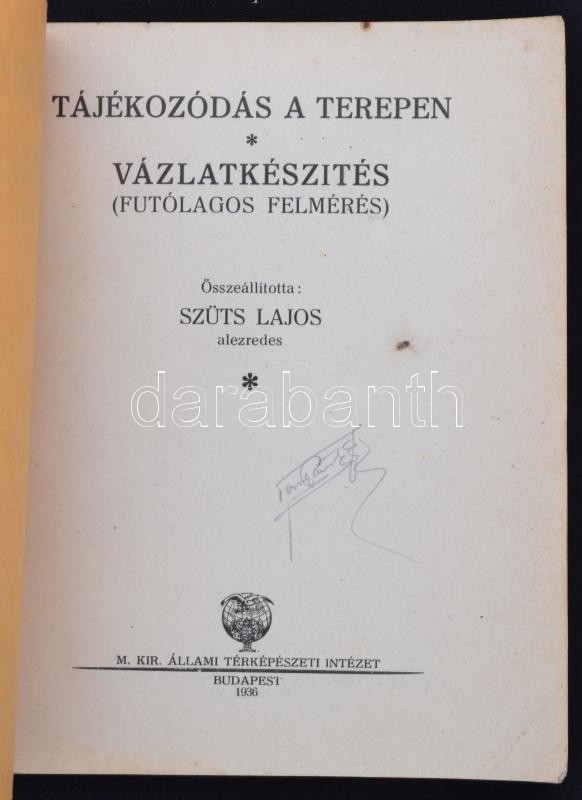 TÁJÉKOZÓDÁS A TEREPEN
*
VÁZLATKÉSZITÉS
(FUTÓLAGOS FELMÉRÉS)
Összeállította:
SZÜTS LAJOS
alezredes
*
darabanth
M. KIR. ÁLLAMI TÉRKÉPÉSZETI INTÉZET
BUDAPEST
1936